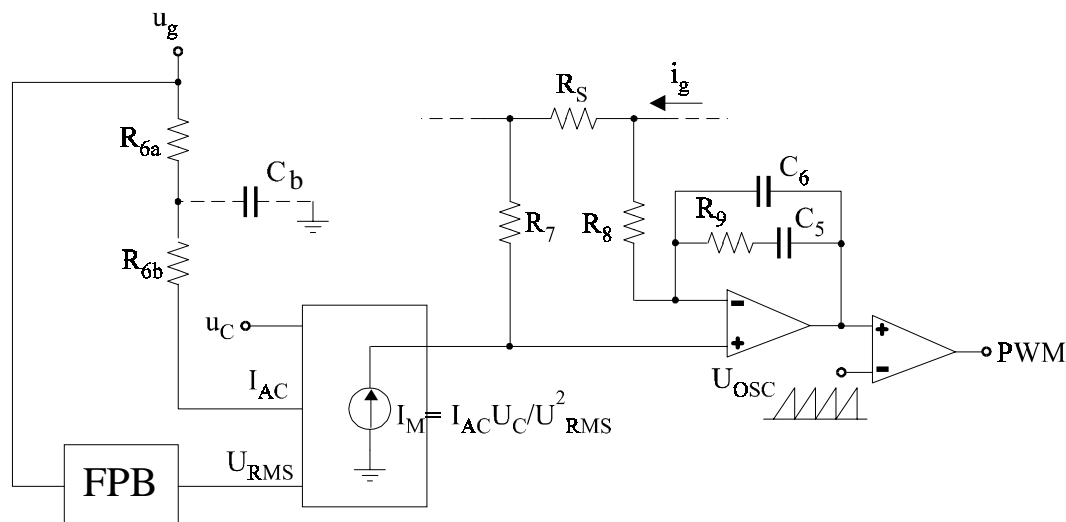 u_g
R_S
i_g
R_6a
C_b
C_6
R_9
C_5
R_7
R_8
R_6b
u_C
PWM
U_OSC
I_AC
I_M = I_AC U_C/U²_RMS
U_RMS
FPB